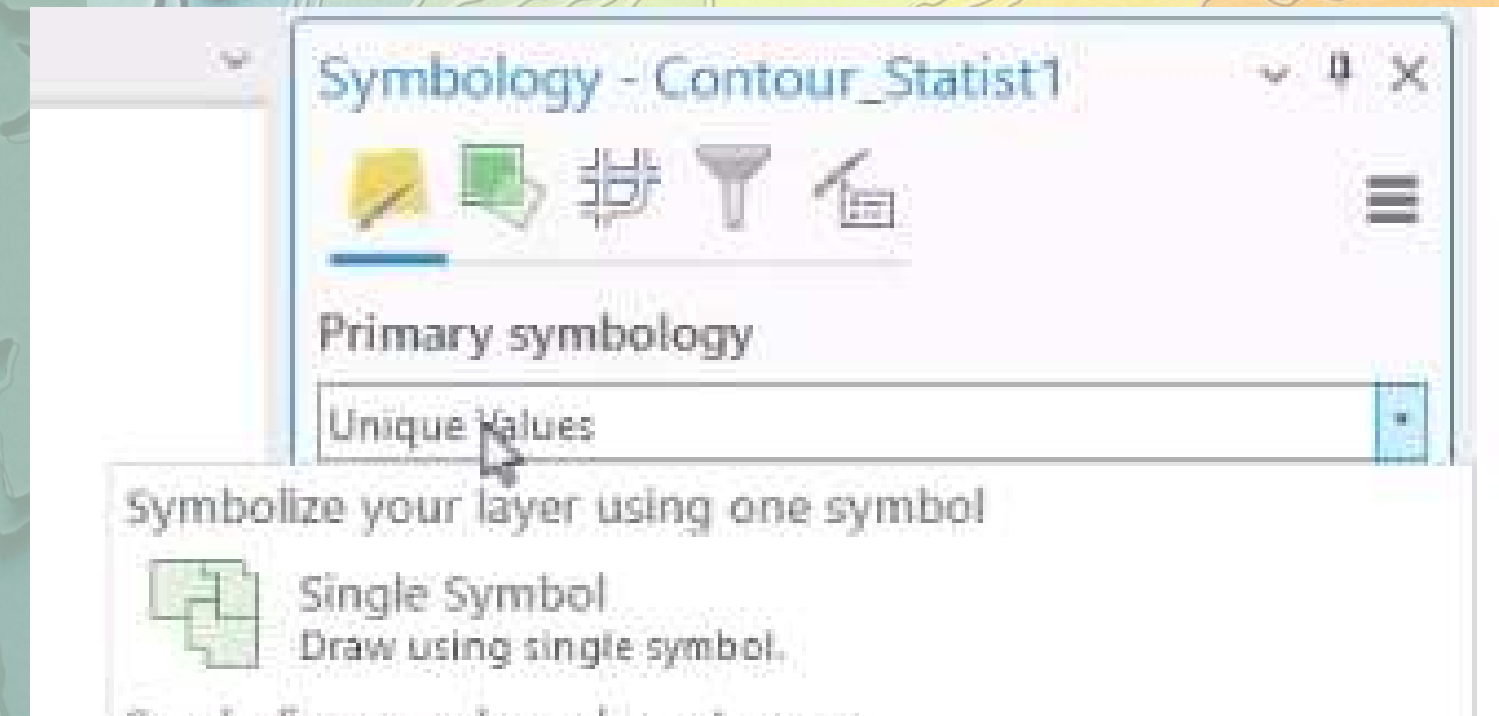 Symbology - Contour_Statist1
Primary symbology
Unique Values
Symbolize your layer using one symbol
Single Symbol
Draw using single symbol.